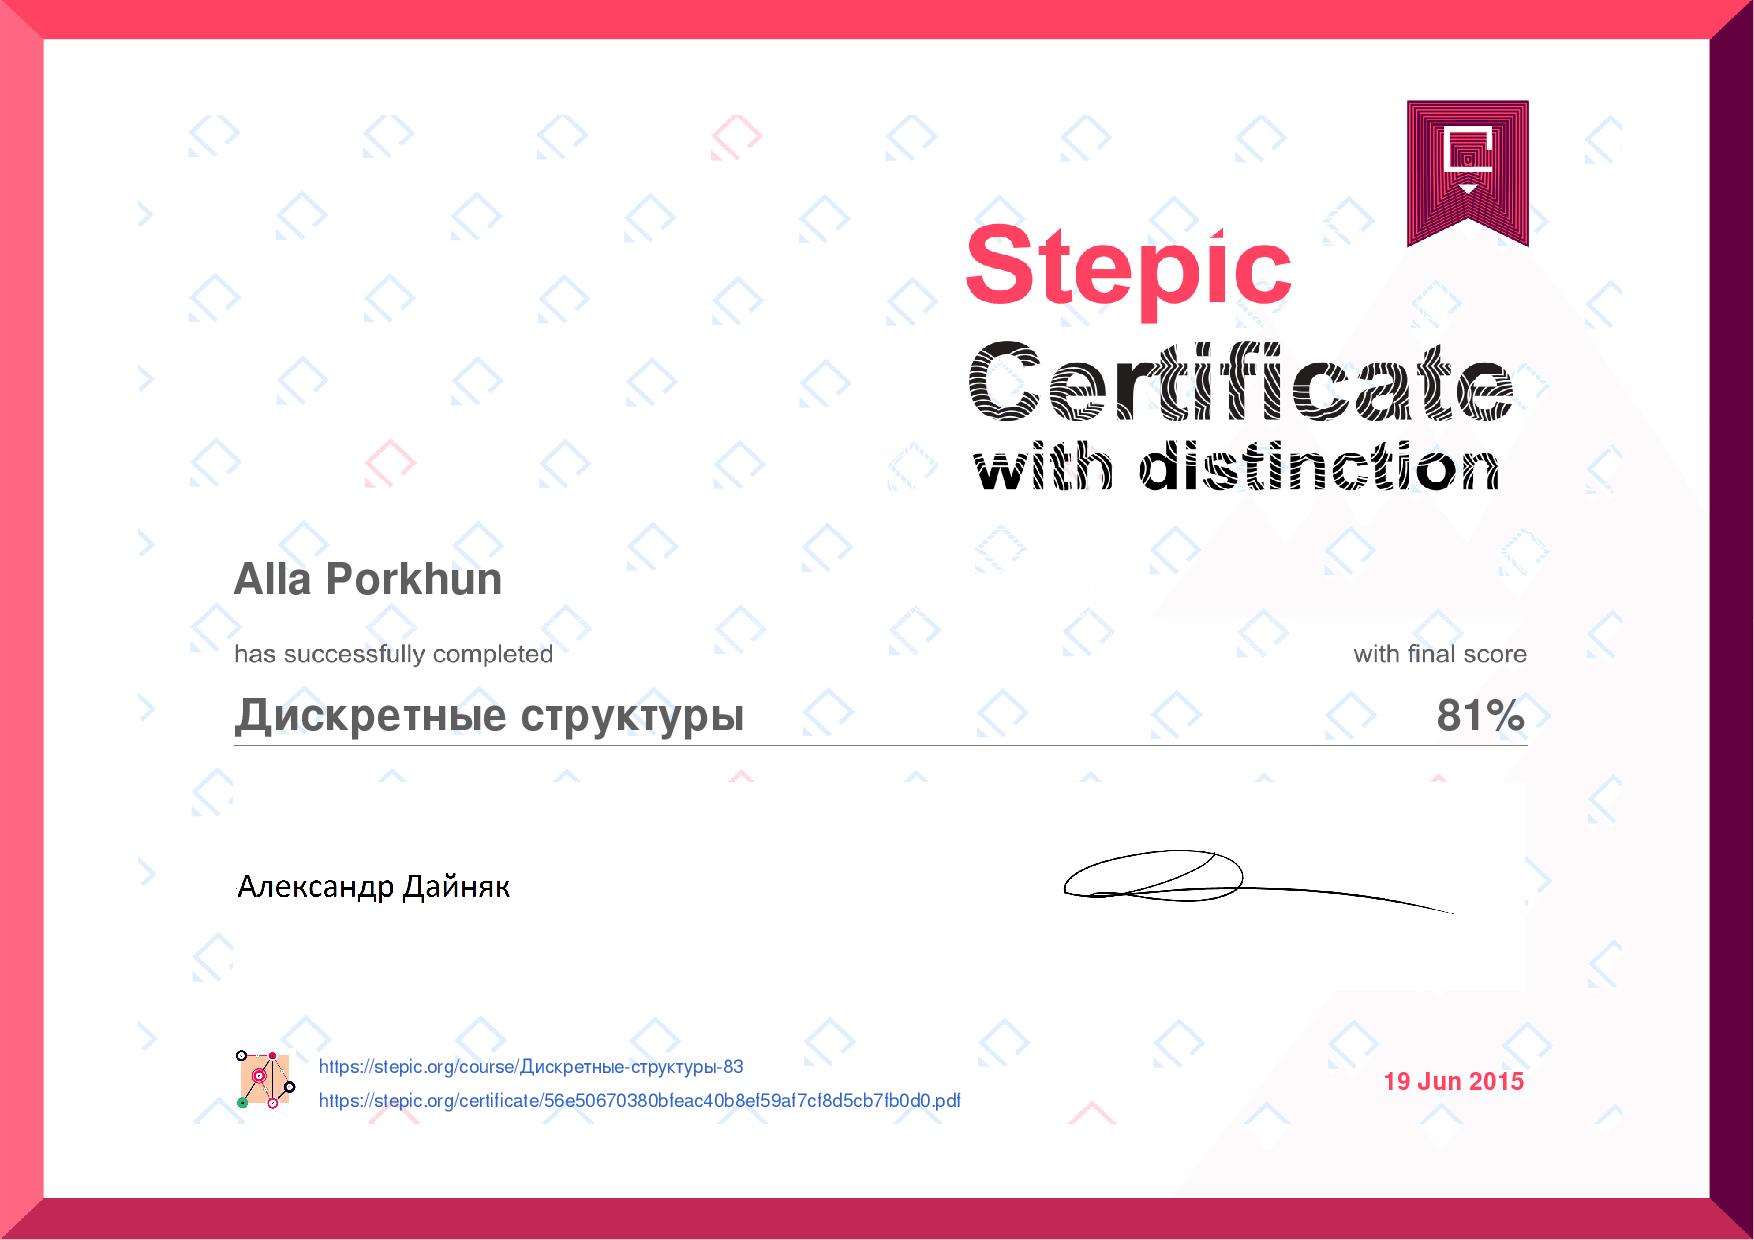 Stepic
Certificate
with distinction
Alla Porkhun
has successfully completed
with final score
Дискретные структуры
81%
Александр Дайняк
https://stepic.org/course/Дискретные-структуры-83
https://stepic.org/certificate/56e50670380bfeac40b8ef59af7cf8d5cb7fb0d0.pdf
19 Jun 2015